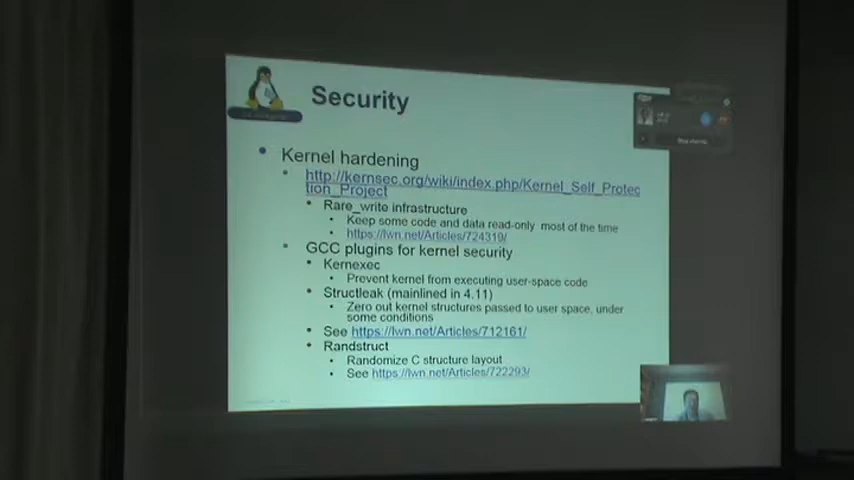 Security
Kernel hardening
http://kernsec.org/wiki/index.php/Kernel_Self_Protec
tion_Project
Rare_write infrastructure
Keep some code and data read-only most of the time
https://lwn.net/Articles/724319/
GCC plugins for kernel security
Kernexec
Prevent kernel from executing user-space code
Structleak (mainlined in 4.11)
Zero out kernel structures passed to user space, under
some conditions
See https://lwn.net/Articles/712161/
Randstruct
Randomize C structure layout
See https://lwn.net/Articles/722293/